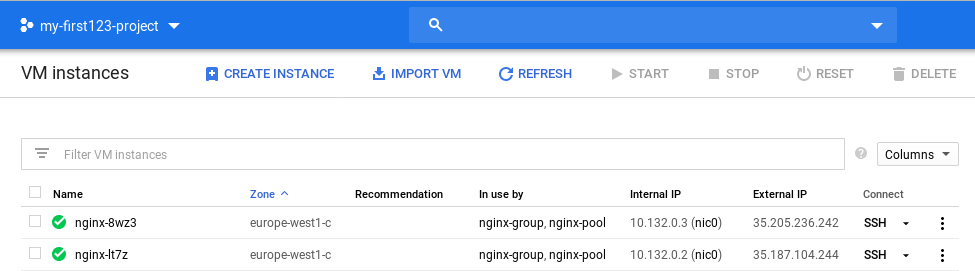 my-first123-project
VM instances CREATE INSTANCE IMPORT VM REFRESH START STOP RESET DELETE
Filter VM instances ? Columns
Name Zone Recommendation In use by Internal IP External IP Connect
nginx-8wz3 europe-west1-c nginx-group, nginx-pool 10.132.0.3 (nic0) 35.205.236.242 SSH
nginx-lt7z europe-west1-c nginx-group, nginx-pool 10.132.0.2 (nic0) 35.187.104.244 SSH